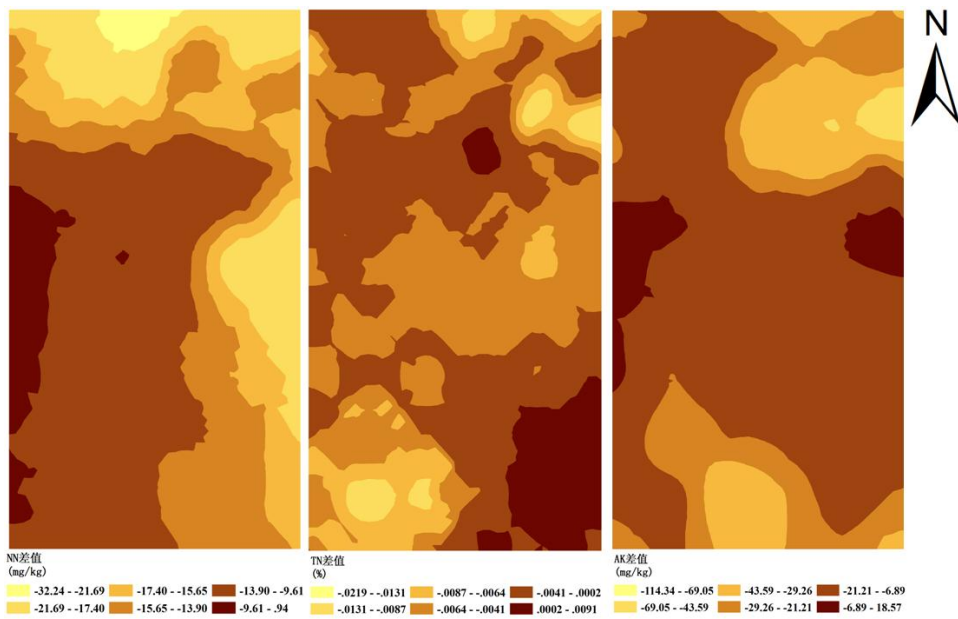 N
NN差值
(mg/kg)
-32.24 - -21.69 -17.40 - -15.65 -13.90 - -9.61
-21.69 - -17.40 -15.65 - -13.90 -9.61 - .94
TN差值
(%)
-.0219 - -.0131 -.0087 - -.0064 -.0041 - .0002
-.0131 - -.0087 -.0064 - -.0041 .0002 - .0091
AK差值
(mg/kg)
-114.34 - -69.05 -43.59 - -29.26 -21.21 - -6.89
-69.05 - -43.59 -29.26 - -21.21 -6.89 - 18.57